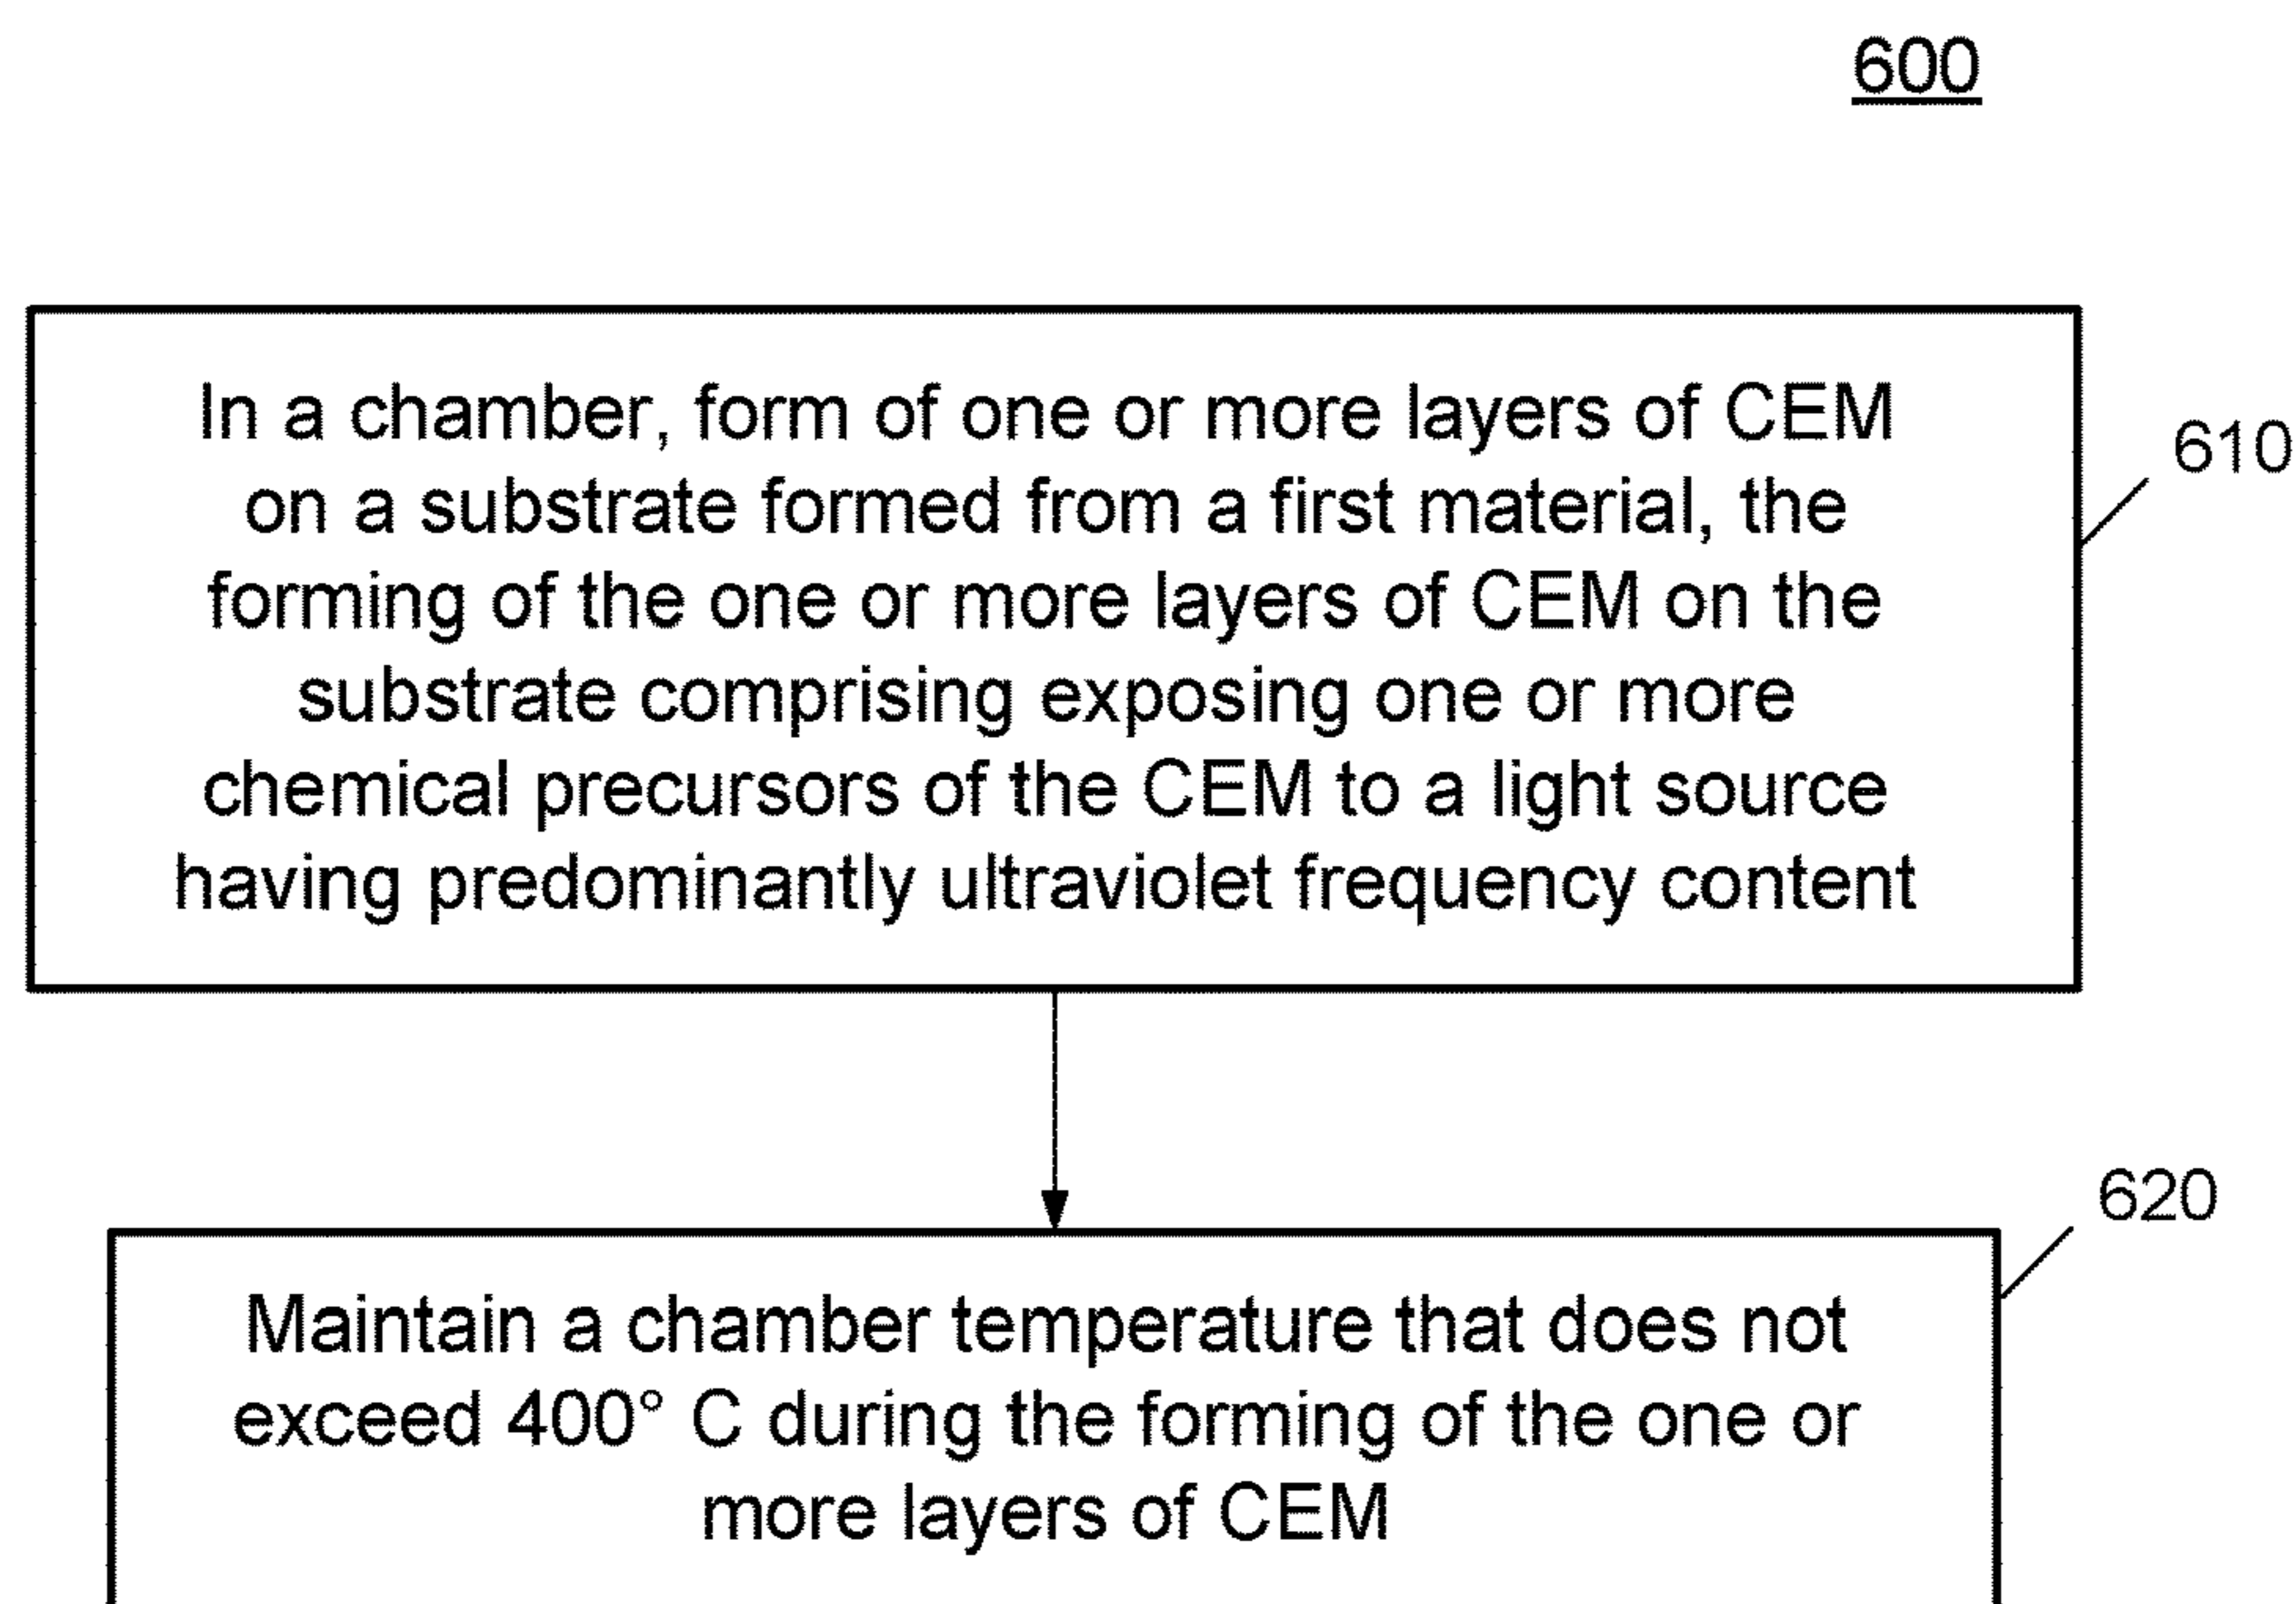 600
In a chamber, form of one or more layers of CEM
on a substrate formed from a first material, the
forming of the one or more layers of CEM on the
substrate comprising exposing one or more
chemical precursors of the CEM to a light source
having predominantly ultraviolet frequency content
610
620
Maintain a chamber temperature that does not
exceed 400° C during the forming of the one or
more layers of CEM